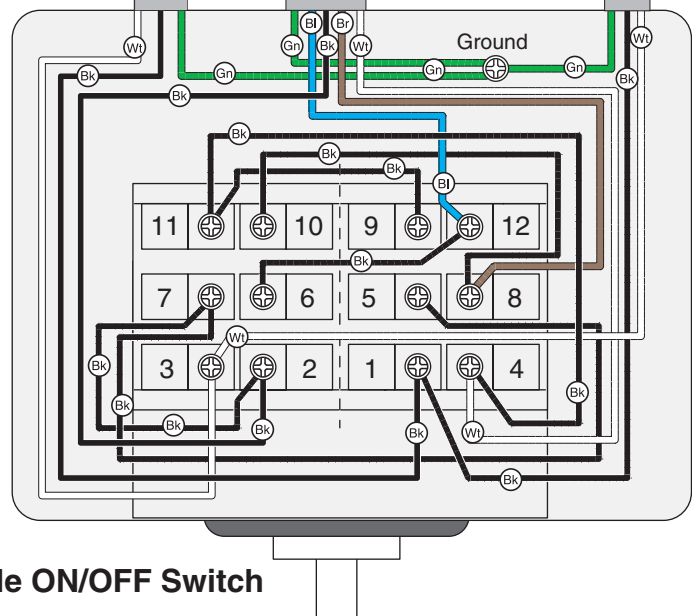 Bl Br
Wt Gn Bk Wt Ground Wt
Bk Gn Gn Gn Bk
Bk
Bk
Bk
Bk
Bl
11 10 9 12
Bk
7 6 5 8
Wt
3 2 1 4
Bk
Bk
Bk
Bk Bk Bk Wt
Bk
le ON/OFF Switch